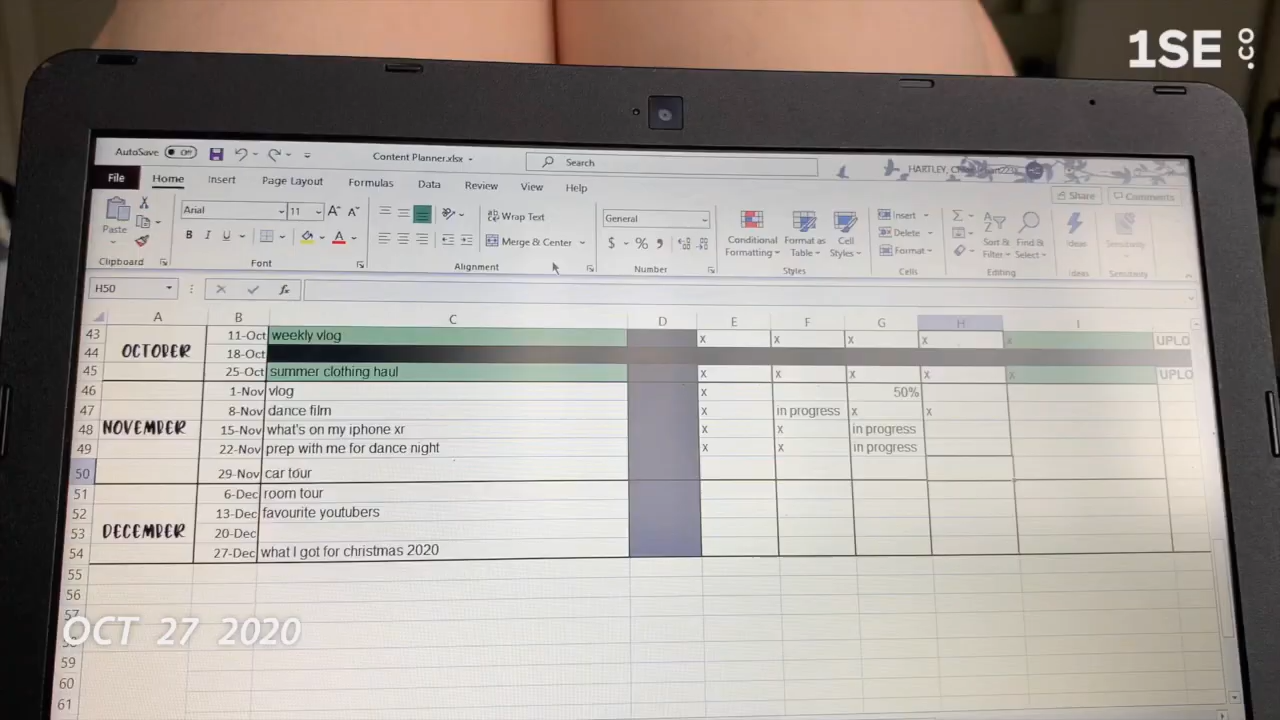 1SE
CO
AutoSave Off
Content Planner.xlsx
Search
HARTLEY,
File Home Insert Page Layout Formulas Data Review View Help
Share Comments
Paste
Arial 11
B I U
Wrap Text
Merge & Center
General
$ %
Conditional Formatting
Format as Table
Cell Styles
Insert
Delete
Format
Sort & Filter
Find & Select
Ideas
Sensitivity
Clipboard Font Alignment Number Styles Cells Editing Ideas Sensitivity
H50 fx
A B C D E F G H I
43 11-Oct weekly vlog x x x x x UPLO
44 OCTOBER 18-Oct
45 25-Oct summer clothing haul x x x x x UPLO
46 1-Nov vlog x 50%
47 8-Nov dance film x in progress x x
48 NOVEMBER 15-Nov what's on my iphone xr x x in progress
49 22-Nov prep with me for dance night x x in progress
50 29-Nov car tour
51 6-Dec room tour
52 13-Dec favourite youtubers
53 DECEMBER 20-Dec
54 27-Dec what I got for christmas 2020
55
56
57
OCT 27 2020
59
60
61